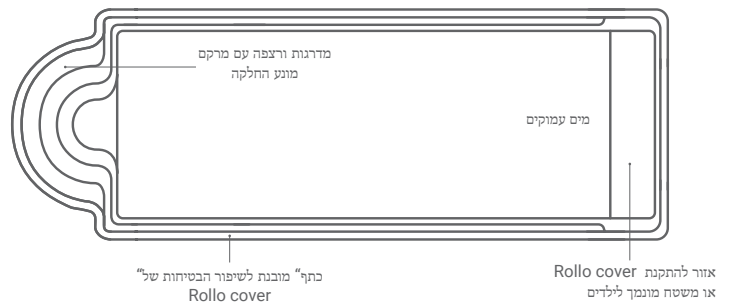 מדרגות ורצפה עם מרקם
מונע החלקה
מים עמוקים
אזור להתקנת Rollo cover
או משטח מונמך לילדים
כתף“ מובנת לשיפור הבטיחות של“
Rollo cover